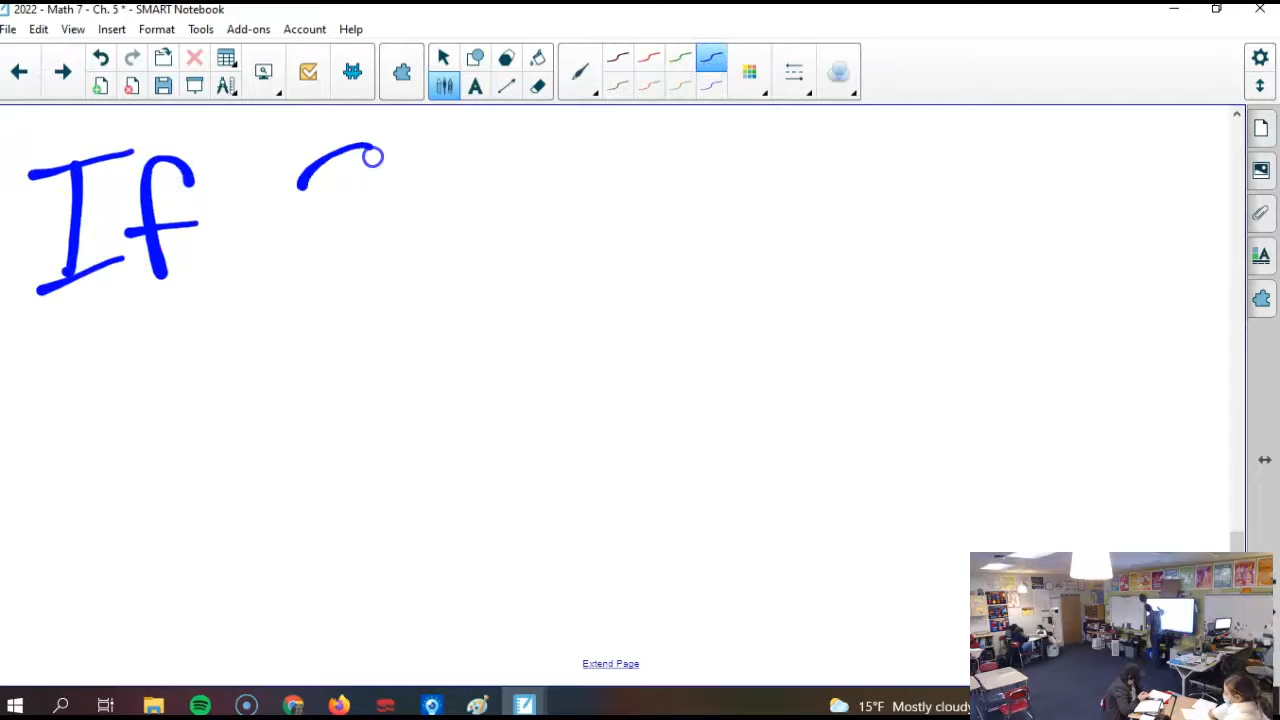 2022 - Math 7 - Ch. 5 * - SMART Notebook
File Edit View Insert Format Tools Add-ons Account Help
If
Extend Page
15°F Mostly cloudy